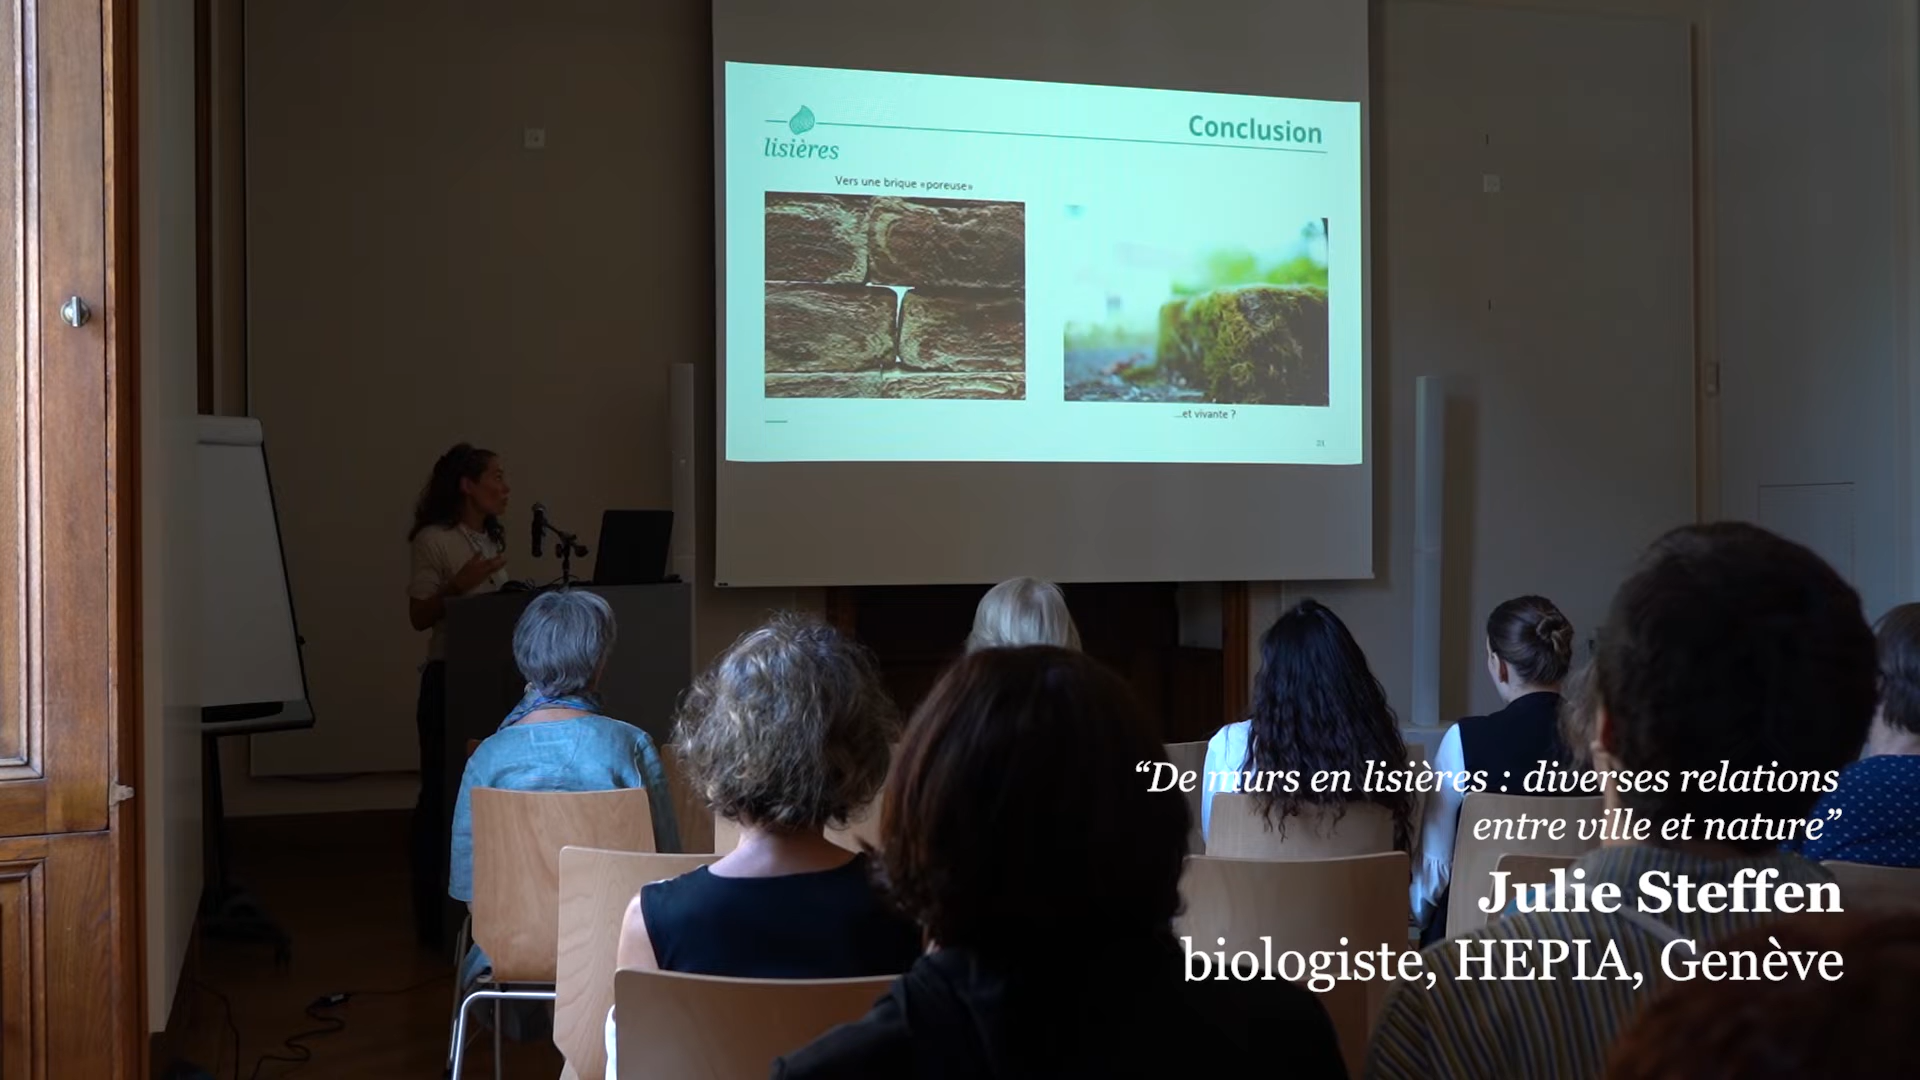 Conclusion
lisières
Vers une brique «poreuse»
...et vivante ?
21
“De murs en lisières : diverses relations
entre ville et nature”
Julie Steffen
biologiste, HEPIA, Genève